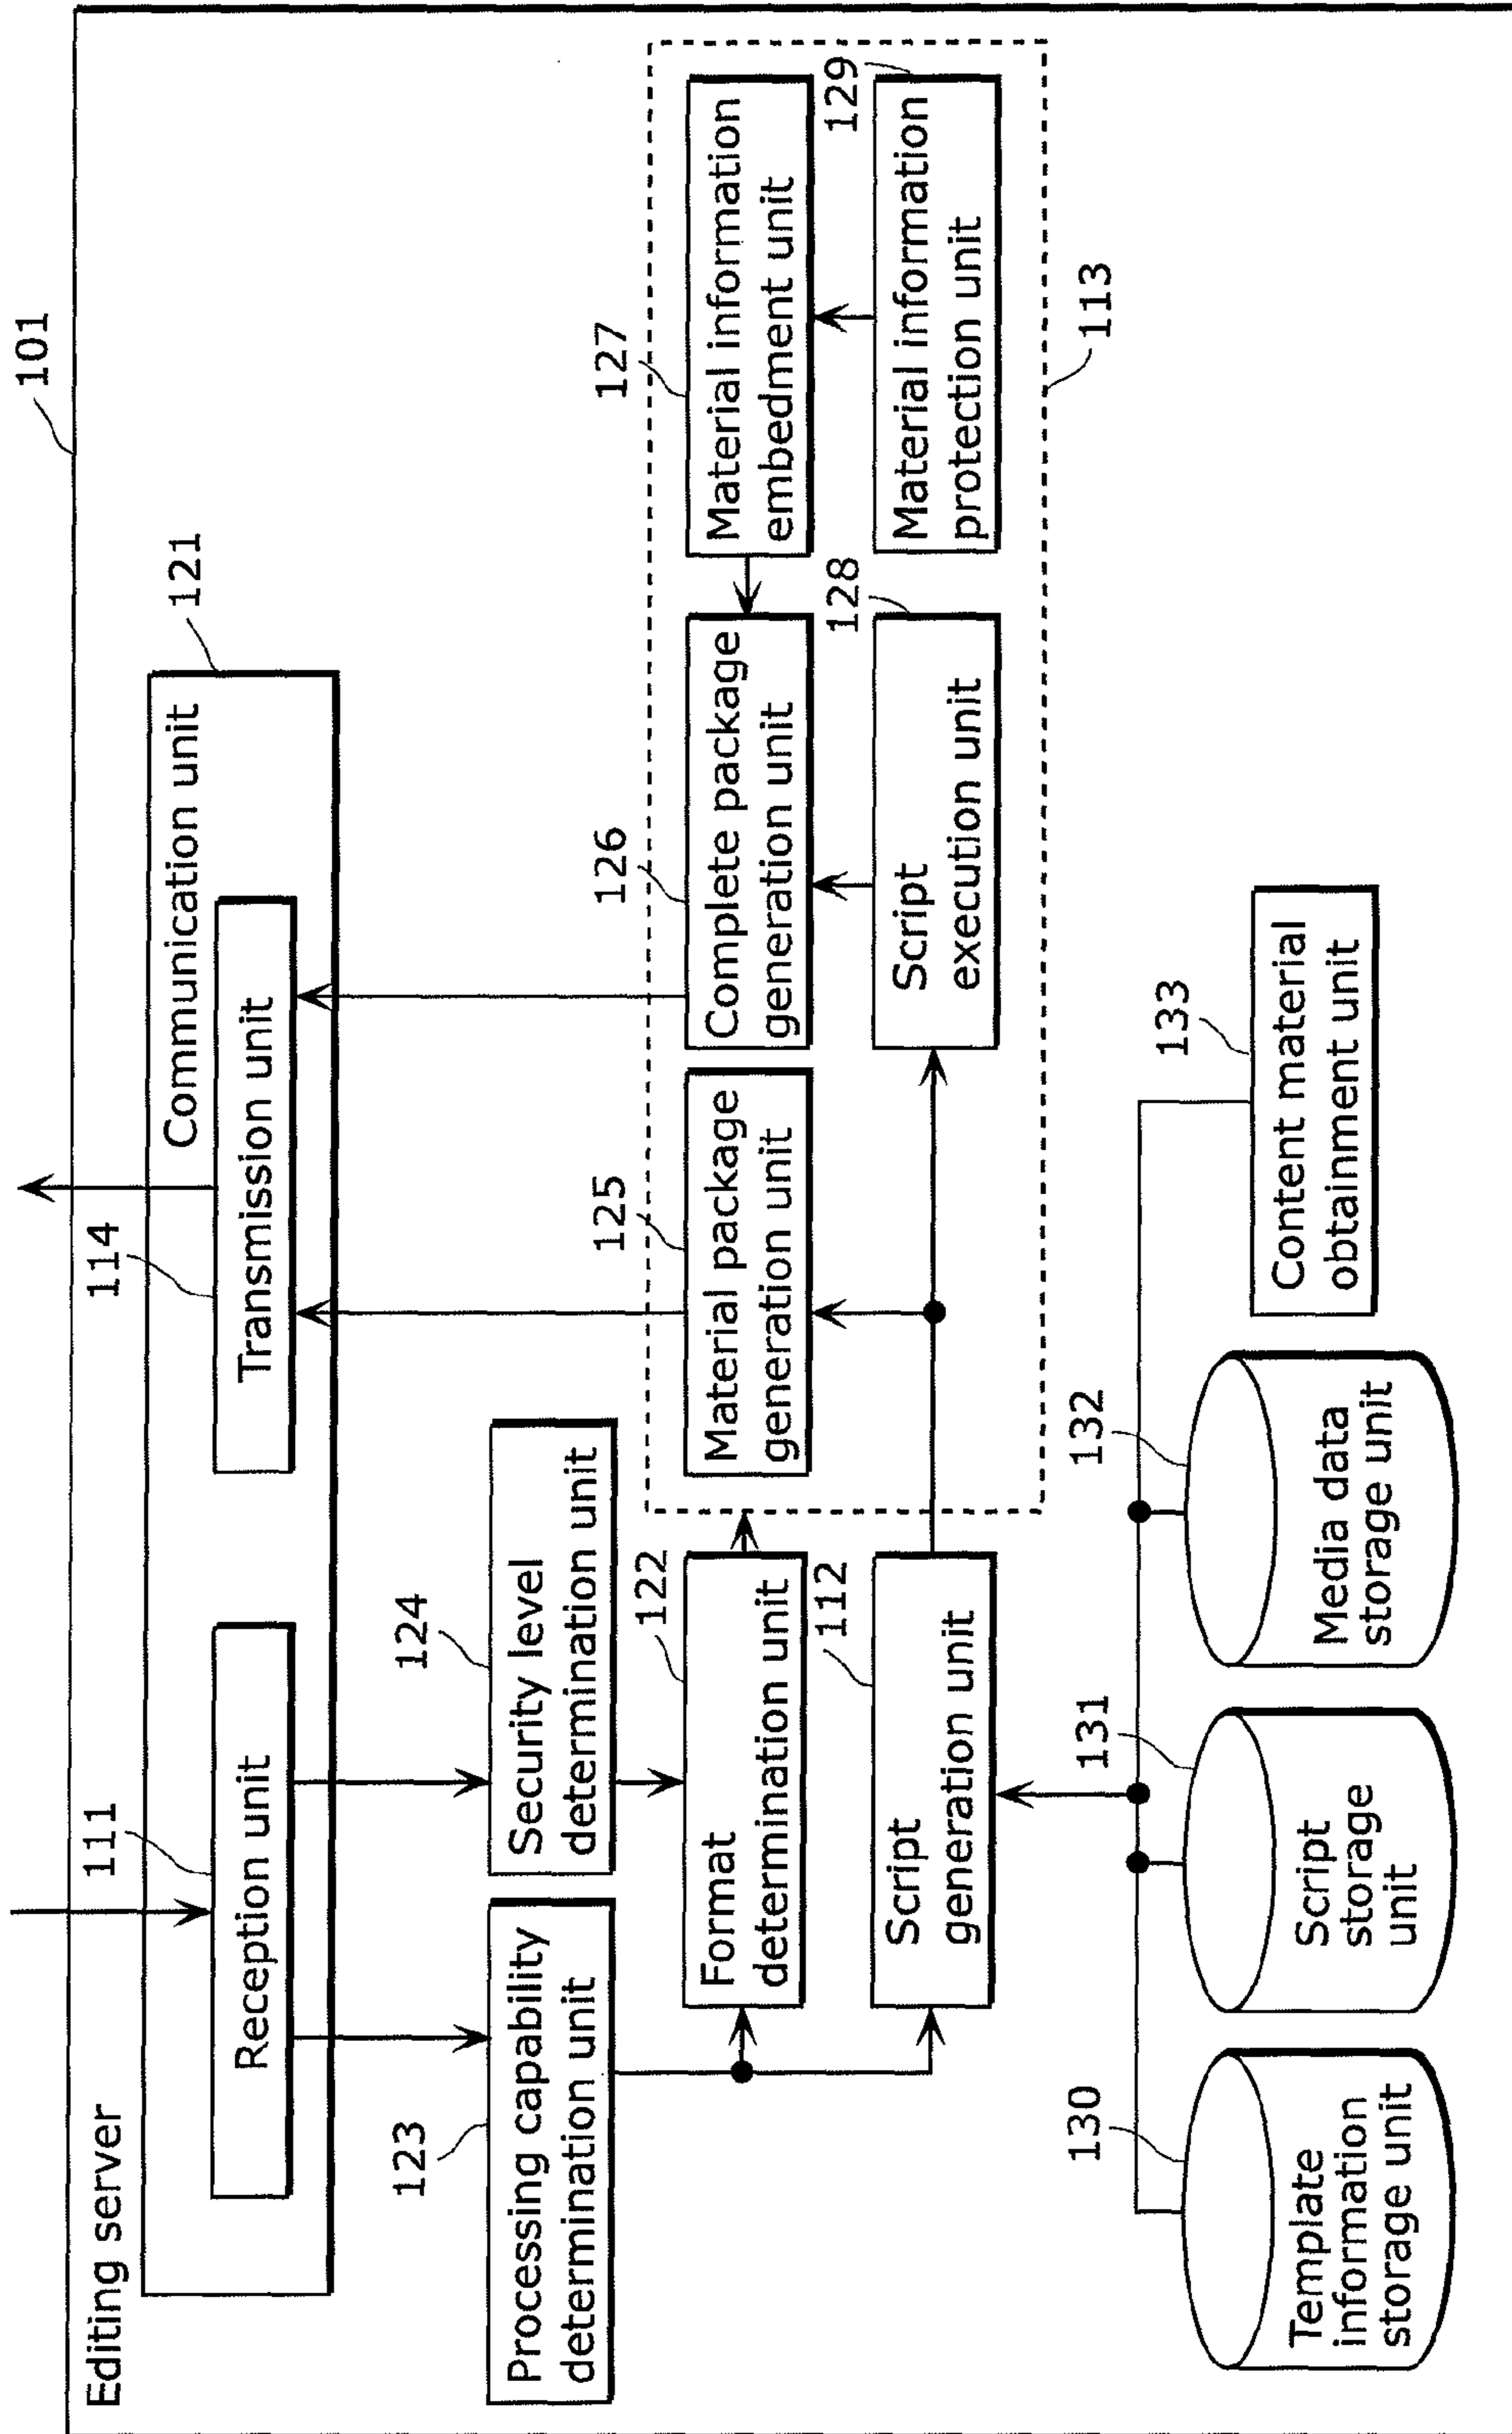 101
Editing server
121
Communication unit
111
Reception unit
114
Transmission unit
123
Processing capability
determination unit
124
Security level
determination unit
122
Format
determination unit
112
Script
generation unit
125
Material package
generation unit
126
Complete package
generation unit
127
Material information
embedment unit
128
Script
execution unit
129
Material information
protection unit
113
130
Template
information
storage unit
131
Script
storage
unit
132
Media data
storage unit
133
Content material
obtainment unit